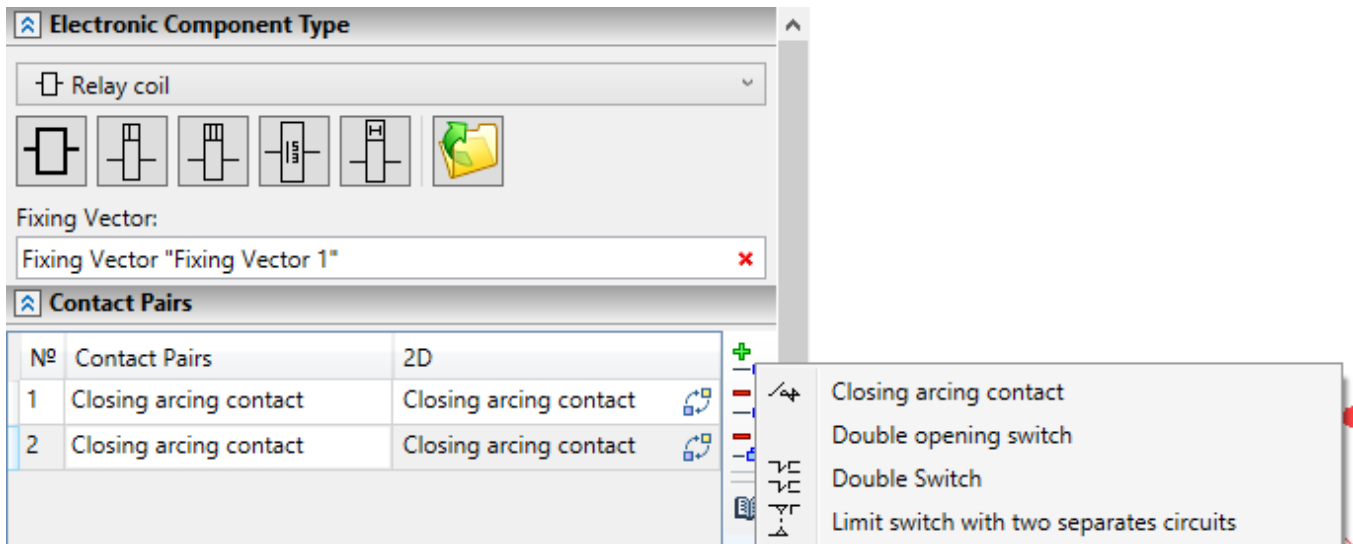 Electronic Component Type
Relay coil
Fixing Vector:
Fixing Vector "Fixing Vector 1"
Contact Pairs
Nº Contact Pairs 2D
1 Closing arcing contact Closing arcing contact
2 Closing arcing contact Closing arcing contact
Closing arcing contact
Double opening switch
Double Switch
Limit switch with two separates circuits